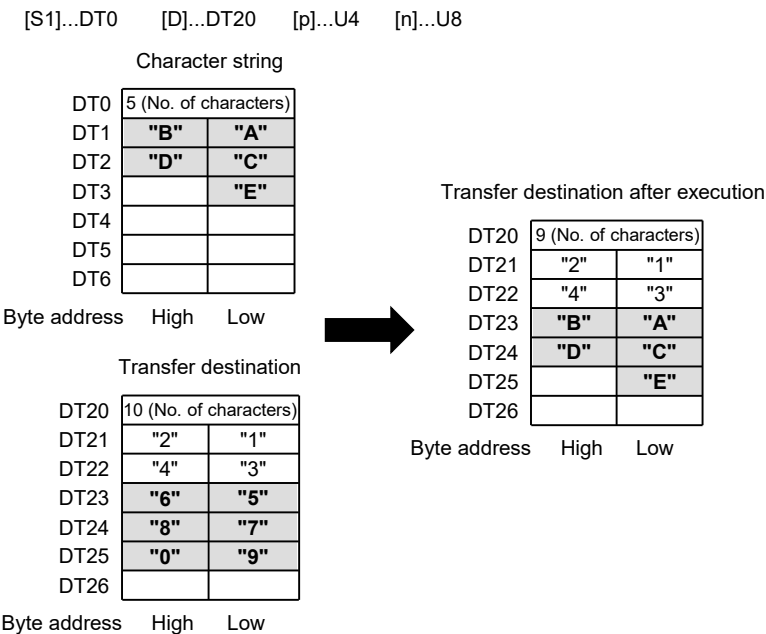 [S1]...DT0 [D]...DT20 [p]...U4 [n]...U8
Character string
DT0 5 (No. of characters)
DT1 "B" "A"
DT2 "D" "C"
DT3 "E"
DT4
DT5
DT6
Byte address High Low
Transfer destination
DT20 10 (No. of characters)
DT21 "2" "1"
DT22 "4" "3"
DT23 "6" "5"
DT24 "8" "7"
DT25 "0" "9"
DT26
Byte address High Low
Transfer destination after execution
DT20 9 (No. of characters)
DT21 "2" "1"
DT22 "4" "3"
DT23 "B" "A"
DT24 "D" "C"
DT25 "E"
DT26
Byte address High Low